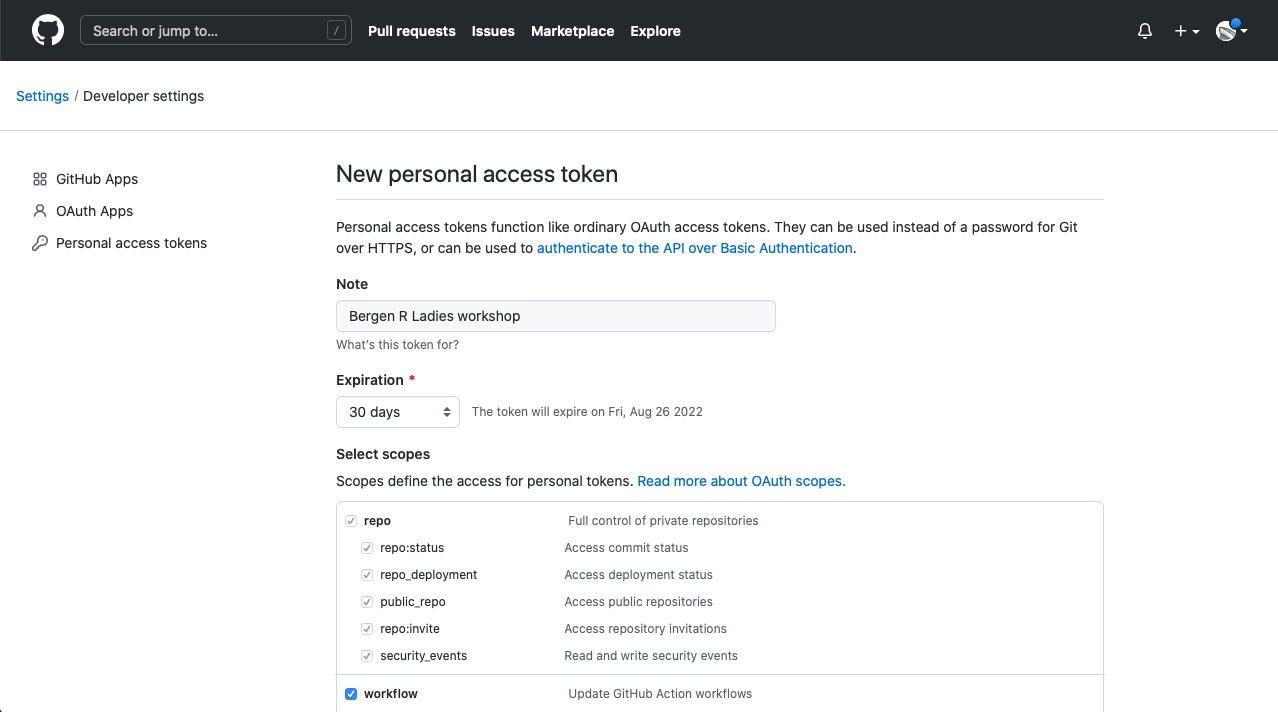 Search or jump to... /
Pull requests Issues Marketplace Explore
Settings / Developer settings
GitHub Apps
OAuth Apps
Personal access tokens
New personal access token
Personal access tokens function like ordinary OAuth access tokens. They can be used instead of a password for Git
over HTTPS, or can be used to authenticate to the API over Basic Authentication.
Note
Bergen R Ladies workshop
What's this token for?
Expiration *
30 days The token will expire on Fri, Aug 26 2022
Select scopes
Scopes define the access for personal tokens. Read more about OAuth scopes.
repo Full control of private repositories
repo:status Access commit status
repo_deployment Access deployment status
public_repo Access public repositories
repo:invite Access repository invitations
security_events Read and write security events
workflow Update GitHub Action workflows